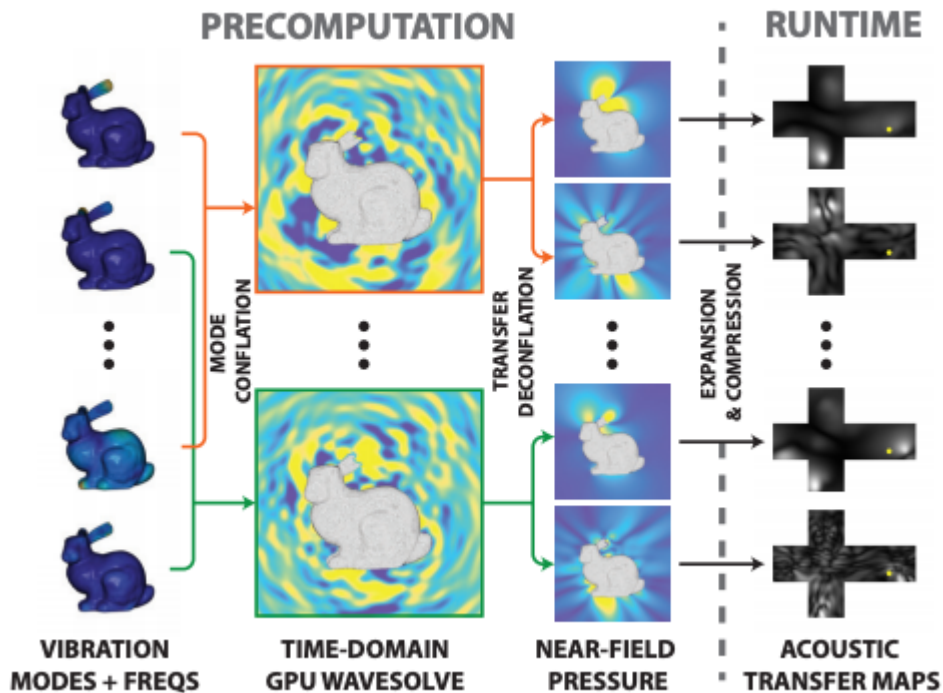 PRECOMPUTATION
RUNTIME
MODE
CONFLATION
TRANSFER
DECONFLATION
EXPANSION
& COMPRESSION
VIBRATION
MODES + FREQS
TIME-DOMAIN
GPU WAVESOLVE
NEAR-FIELD
PRESSURE
ACOUSTIC
TRANSFER MAPS